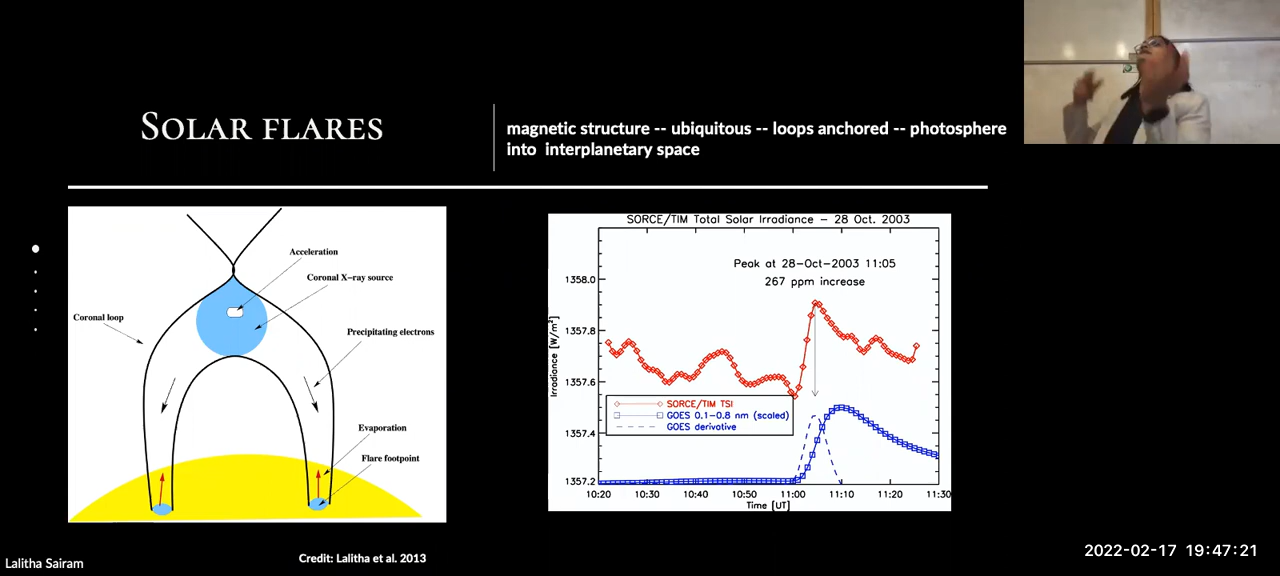 SOLAR FLARES
magnetic structure -- ubiquitous -- loops anchored -- photosphere
into interplanetary space
Acceleration
Coronal X-ray source
Coronal loop
Precipitating electrons
Evaporation
Flare footpoint
SORCE/TIM Total Solar Irradiance - 28 Oct. 2003
Peak at 28-Oct-2003 11:05
267 ppm increase
1358.0
1357.8
1357.6
1357.4
1357.2
Irradiance [W/m²]
SORCE/TIM TSI
GOES 0.1-0.8 nm (scaled)
GOES derivative
10:20 10:30 10:40 10:50 11:00 11:10 11:20 11:30
Time [UT]
Credit: Lalitha et al. 2013
Lalitha Sairam
2022-02-17 19:47:21